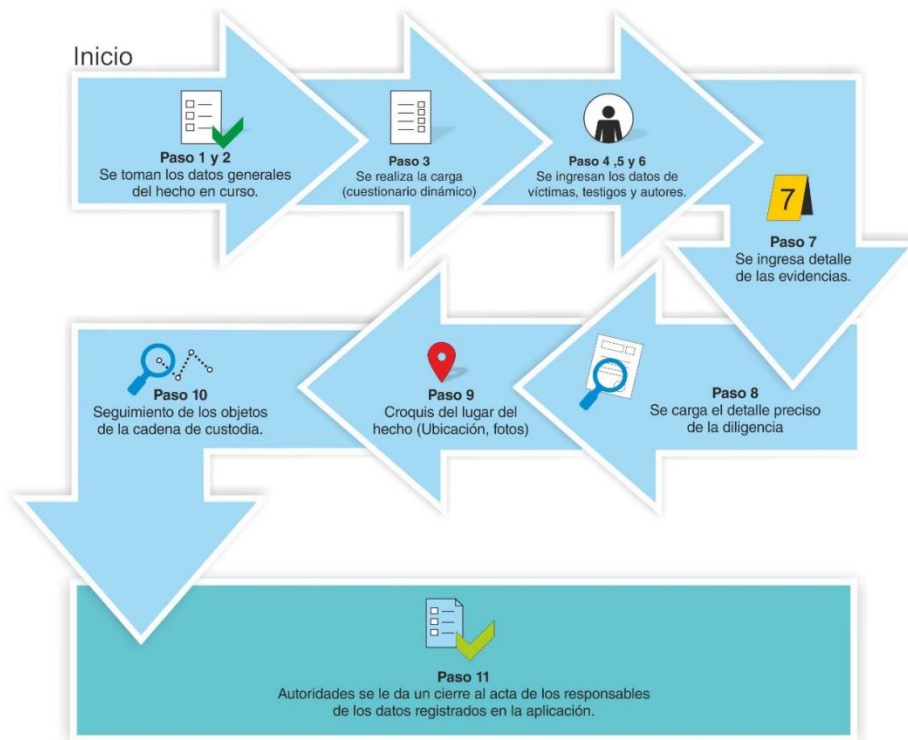 Inicio
Paso 1 y 2
Se toman los datos generales
del hecho en curso.
Paso 3
Se realiza la carga
(cuestionario dinámico)
Paso 4 ,5 y 6
Se ingresan los datos de
víctimas, testigos y autores.
7
Paso 7
Se ingresa detalle
de las evidencias.
Paso 8
Se carga el detalle preciso
de la diligencia
Paso 9
Croquis del lugar del
hecho (Ubicación, fotos)
Paso 10
Seguimiento de los objetos
de la cadena de custodia.
Paso 11
Autoridades se le da un cierre al acta de los responsables
de los datos registrados en la aplicación.